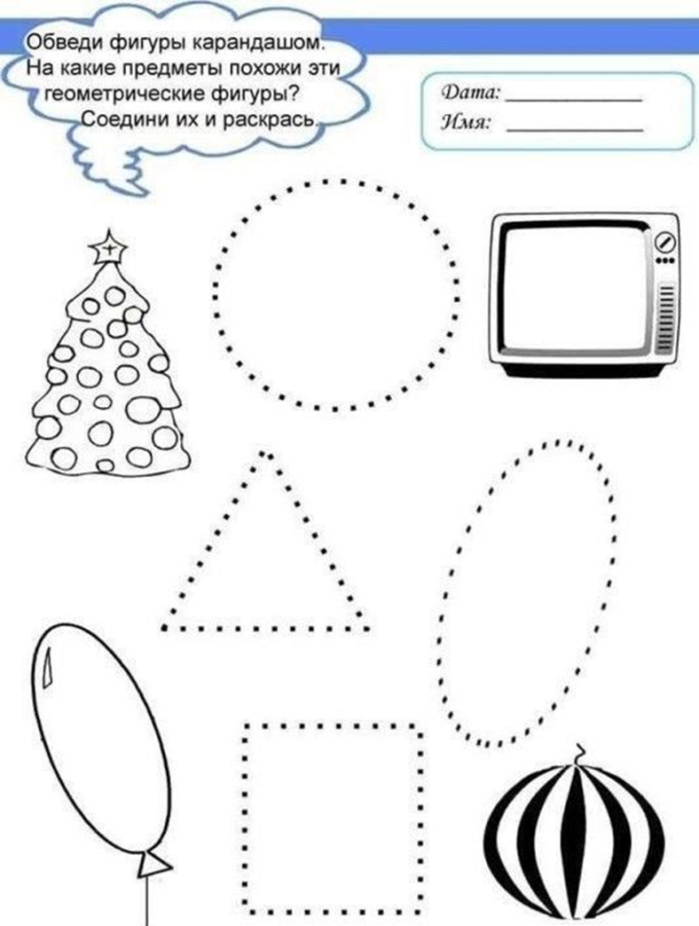 Обведи фигуры карандашом.
На какие предметы похожи эти
геометрические фигуры?
Соедини их и раскрась.
Дата:
Имя: